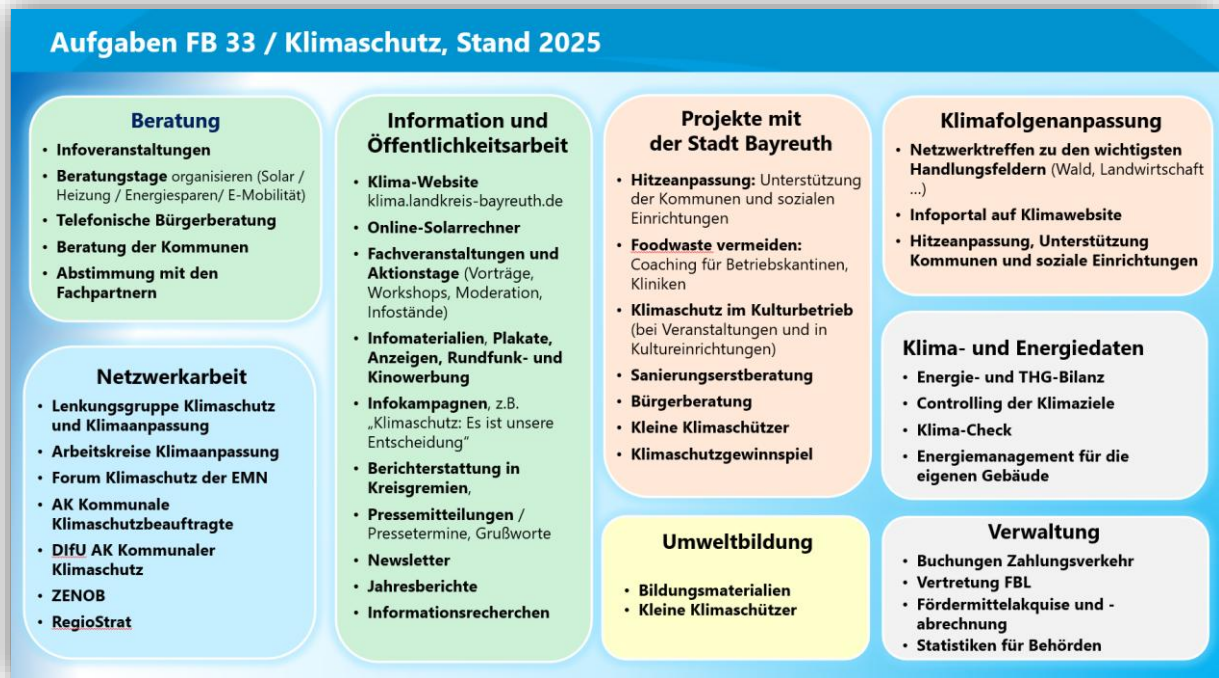 Aufgaben FB 33 / Klimaschutz, Stand 2025
Beratung
• Infoveranstaltungen
• Beratungstage organisieren (Solar /
Heizung / Energiesparen/ E-Mobilität)
• Telefonische Bürgerberatung
• Beratung der Kommunen
• Abstimmung mit den
Fachpartnern
Netzwerkarbeit
• Lenkungsgruppe Klimaschutz
und Klimaanpassung
• Arbeitskreise Klimaanpassung
• Forum Klimaschutz der EMN
• AK Kommunale
Klimaschutzbeauftragte
• DIfU AK Kommunaler
Klimaschutz
• ZENOB
• RegioStrat
Information und
Öffentlichkeitsarbeit
• Klima-Website
klima.landkreis-bayreuth.de
• Online-Solarrechner
• Fachveranstaltungen und
Aktionstage (Vorträge,
Workshops, Moderation,
Infostände)
• Infomaterialien, Plakate,
Anzeigen, Rundfunk- und
Kinowerbung
• Infokampagnen, z.B.
„Klimaschutz: Es ist unsere
Entscheidung“
• Berichterstattung in
Kreisgremien,
• Pressemitteilungen /
Pressetermine, Grußworte
• Newsletter
• Jahresberichte
• Informationsrecherchen
Projekte mit
der Stadt Bayreuth
• Hitzeanpassung: Unterstützung
der Kommunen und sozialen
Einrichtungen
• Foodwaste vermeiden:
Coaching für Betriebskantinen,
Kliniken
• Klimaschutz im Kulturbetrieb
(bei Veranstaltungen und in
Kultureinrichtungen)
• Sanierungserstberatung
• Bürgerberatung
• Kleine Klimaschützer
• Klimaschutzgewinnspiel
Umweltbildung
• Bildungsmaterialien
• Kleine Klimaschützer
Klimafolgenanpassung
• Netzwerktreffen zu den wichtigsten
Handlungsfeldern (Wald, Landwirtschaft
...)
• Infoportal auf Klimawebsite
• Hitzeanpassung, Unterstützung
Kommunen und soziale Einrichtungen
Klima- und Energiedaten
• Energie- und THG-Bilanz
• Controlling der Klimaziele
• Klima-Check
• Energiemanagement für die
eigenen Gebäude
Verwaltung
• Buchungen Zahlungsverkehr
• Vertretung FBL
• Fördermittelakquise und -
abrechnung
• Statistiken für Behörden